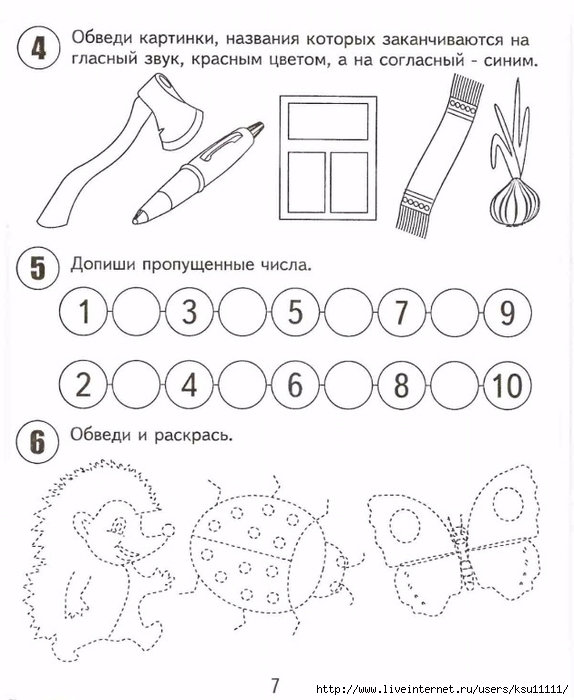 4 Обведи картинки, названия которых заканчиваются на
гласный звук, красным цветом, а на согласный - синим.
5 Допиши пропущенные числа.
1 3 5 7 9
2 4 6 8 10
6 Обведи и раскрась.
7
http://www.liveinternet.ru/users/ksu11111/